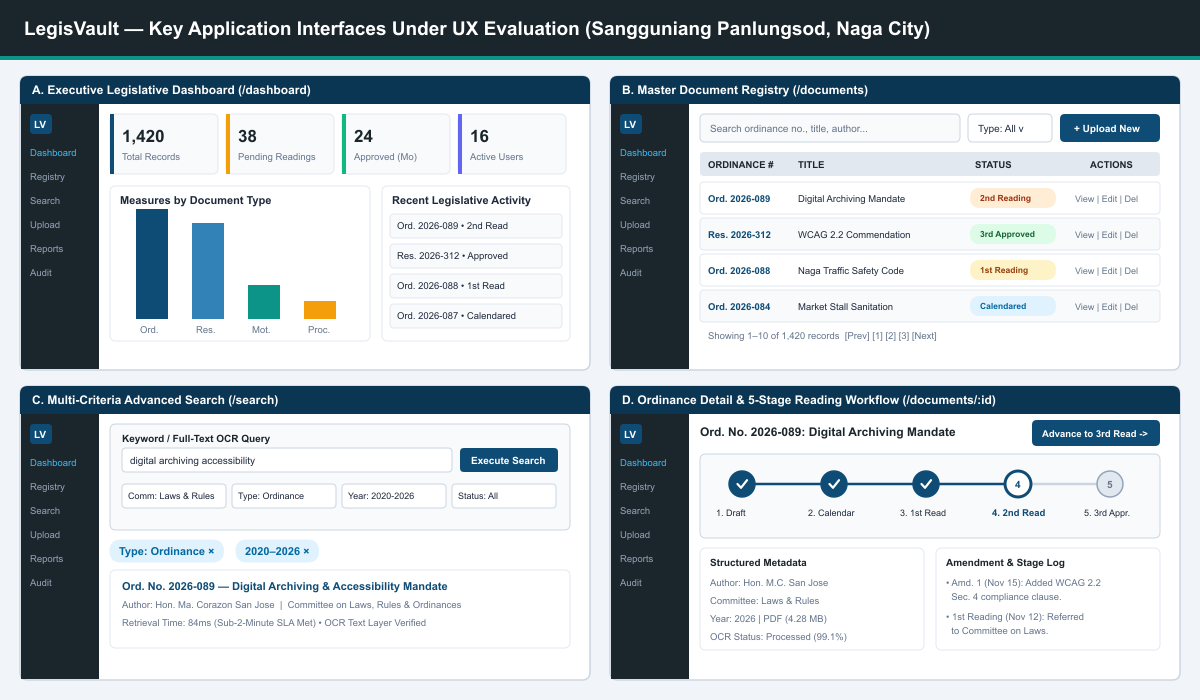 LegisVault — Key Application Interfaces Under UX Evaluation (Sangguniang Panlungsod, Naga City)
A. Executive Legislative Dashboard (/dashboard)
LV
Dashboard
Registry
Search
Upload
Reports
Audit
1,420
Total Records
38
Pending Readings
24
Approved (Mo)
16
Active Users
Measures by Document Type
Ord.
Res.
Mot.
Proc.
Recent Legislative Activity
Ord. 2026-089 • 2nd Read
Res. 2026-312 • Approved
Ord. 2026-088 • 1st Read
Ord. 2026-087 • Calendared
B. Master Document Registry (/documents)
LV
Dashboard
Registry
Search
Upload
Reports
Audit
Search ordinance no., title, author...
Type: All v
+ Upload New
ORDINANCE # TITLE STATUS ACTIONS
Ord. 2026-089 Digital Archiving Mandate 2nd Reading View | Edit | Del
Res. 2026-312 WCAG 2.2 Commendation 3rd Approved View | Edit | Del
Ord. 2026-088 Naga Traffic Safety Code 1st Reading View | Edit | Del
Ord. 2026-084 Market Stall Sanitation Calendared View | Edit | Del
Showing 1–10 of 1,420 records [Prev] [1] [2] [3] [Next]
C. Multi-Criteria Advanced Search (/search)
LV
Dashboard
Registry
Search
Upload
Reports
Audit
Keyword / Full-Text OCR Query
digital archiving accessibility
Execute Search
Comm: Laws & Rules
Type: Ordinance
Year: 2020-2026
Status: All
Type: Ordinance ×
2020–2026 ×
Ord. No. 2026-089 — Digital Archiving & Accessibility Mandate
Author: Hon. Ma. Corazon San Jose | Committee on Laws, Rules & Ordinances
Retrieval Time: 84ms (Sub-2-Minute SLA Met) • OCR Text Layer Verified
D. Ordinance Detail & 5-Stage Reading Workflow (/documents/:id)
LV
Dashboard
Registry
Search
Upload
Reports
Audit
Ord. No. 2026-089: Digital Archiving Mandate
Advance to 3rd Read ->
4
5
1. Draft
2. Calendar
3. 1st Read
4. 2nd Read
5. 3rd Appr.
Structured Metadata
Author: Hon. M.C. San Jose
Committee: Laws & Rules
Year: 2026 | PDF (4.28 MB)
OCR Status: Processed (99.1%)
Amendment & Stage Log
• Amd. 1 (Nov 15): Added WCAG 2.2
Sec. 4 compliance clause.
• 1st Reading (Nov 12): Referred
to Committee on Laws.